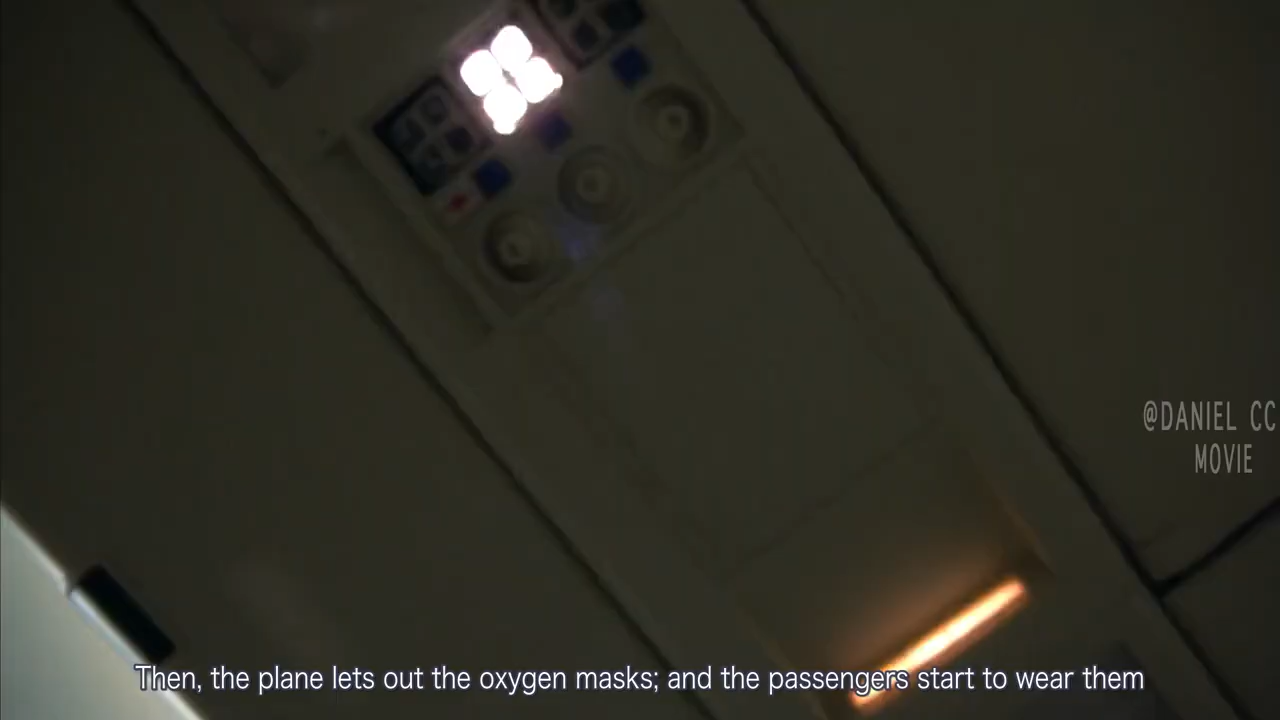 @DANIEL CC
MOVIE
Then, the plane lets out the oxygen masks; and the passengers start to wear them